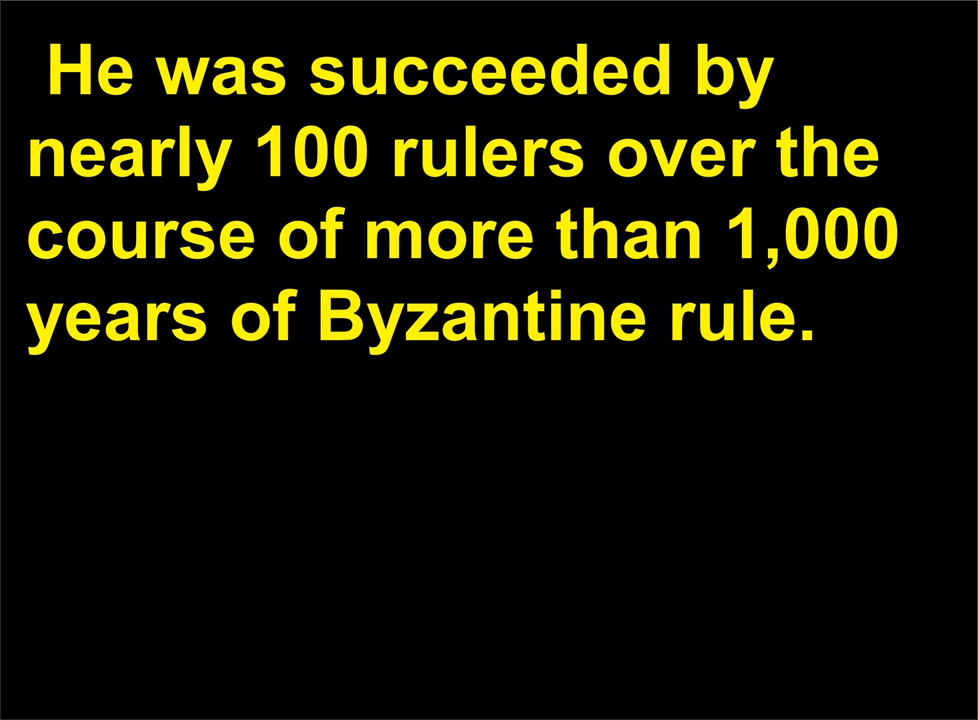 He was succeeded by
nearly 100 rulers over the
course of more than 1,000
years of Byzantine rule.